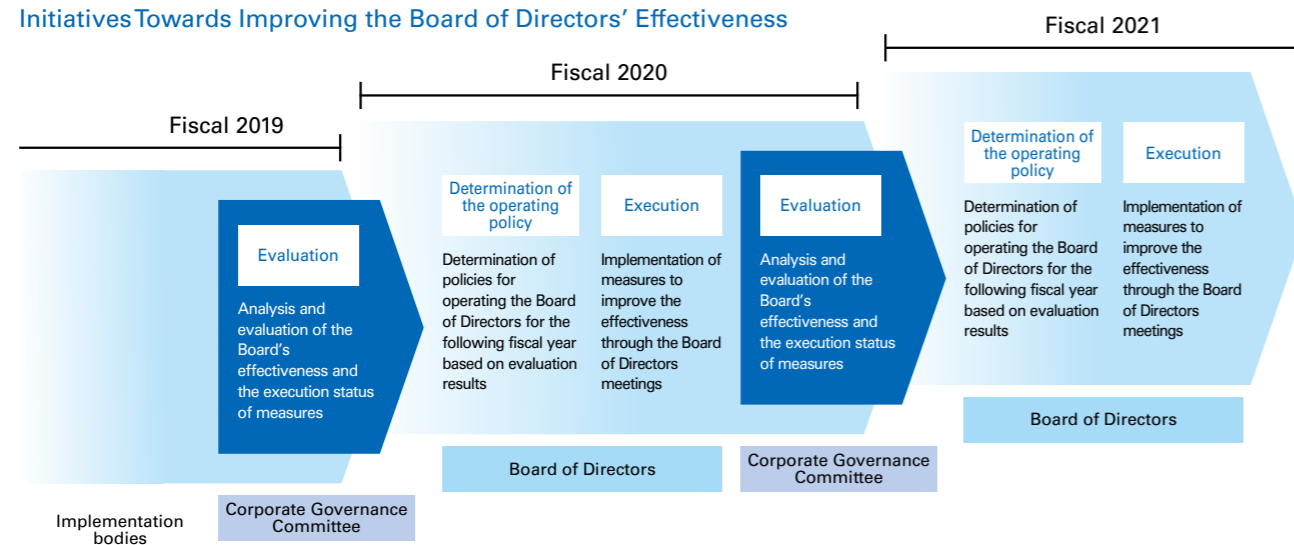 Initiatives Towards Improving the Board of Directors' Effectiveness
Fiscal 2019
Evaluation
Analysis and
evaluation of the
Board's
effectiveness and
the execution status
of measures
Implementation
bodies
Corporate Governance
Committee
Fiscal 2020
Determination of
the operating
policy
Determination of
policies for
operating the Board
of Directors for the
following fiscal year
based on evaluation
results
Execution
Implementation of
measures to
improve the
effectiveness
through the Board
of Directors
meetings
Board of Directors
Evaluation
Analysis and
evaluation of the
Board's
effectiveness and
the execution status
of measures
Corporate Governance
Committee
Fiscal 2021
Determination of
the operating
policy
Determination of
policies for
operating the Board
of Directors for the
following fiscal year
based on evaluation
results
Execution
Implementation of
measures to
improve the
effectiveness
through the Board
of Directors
meetings
Board of Directors